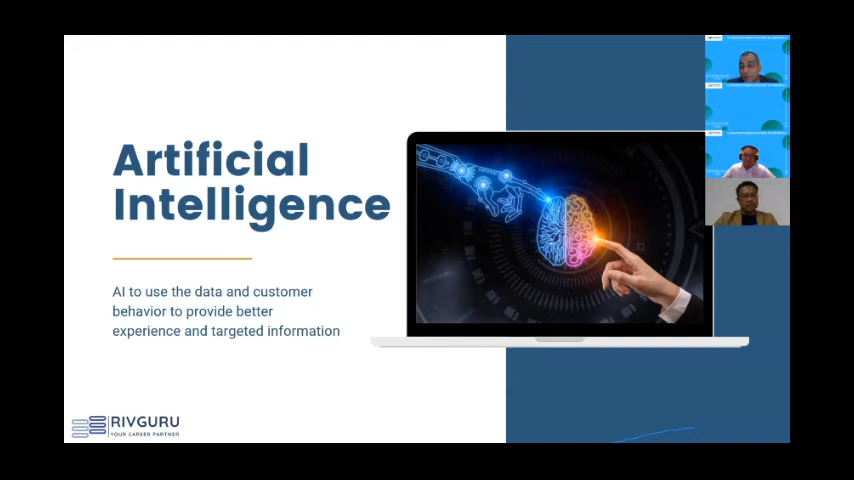 Artificial
Intelligence
AI to use the data and customer
behavior to provide better
experience and targeted information
RIVGURU
YOUR CAREER PARTNER